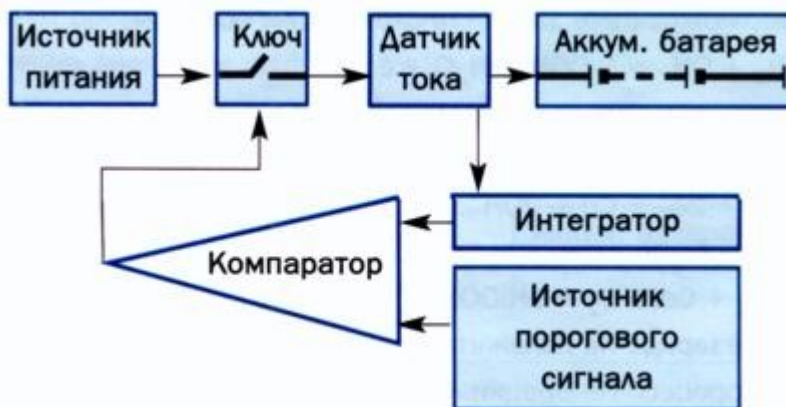 Источник
питания
Ключ
Датчик
тока
Аккум. батарея
Интегратор
Компаратор
Источник
порогового
сигнала